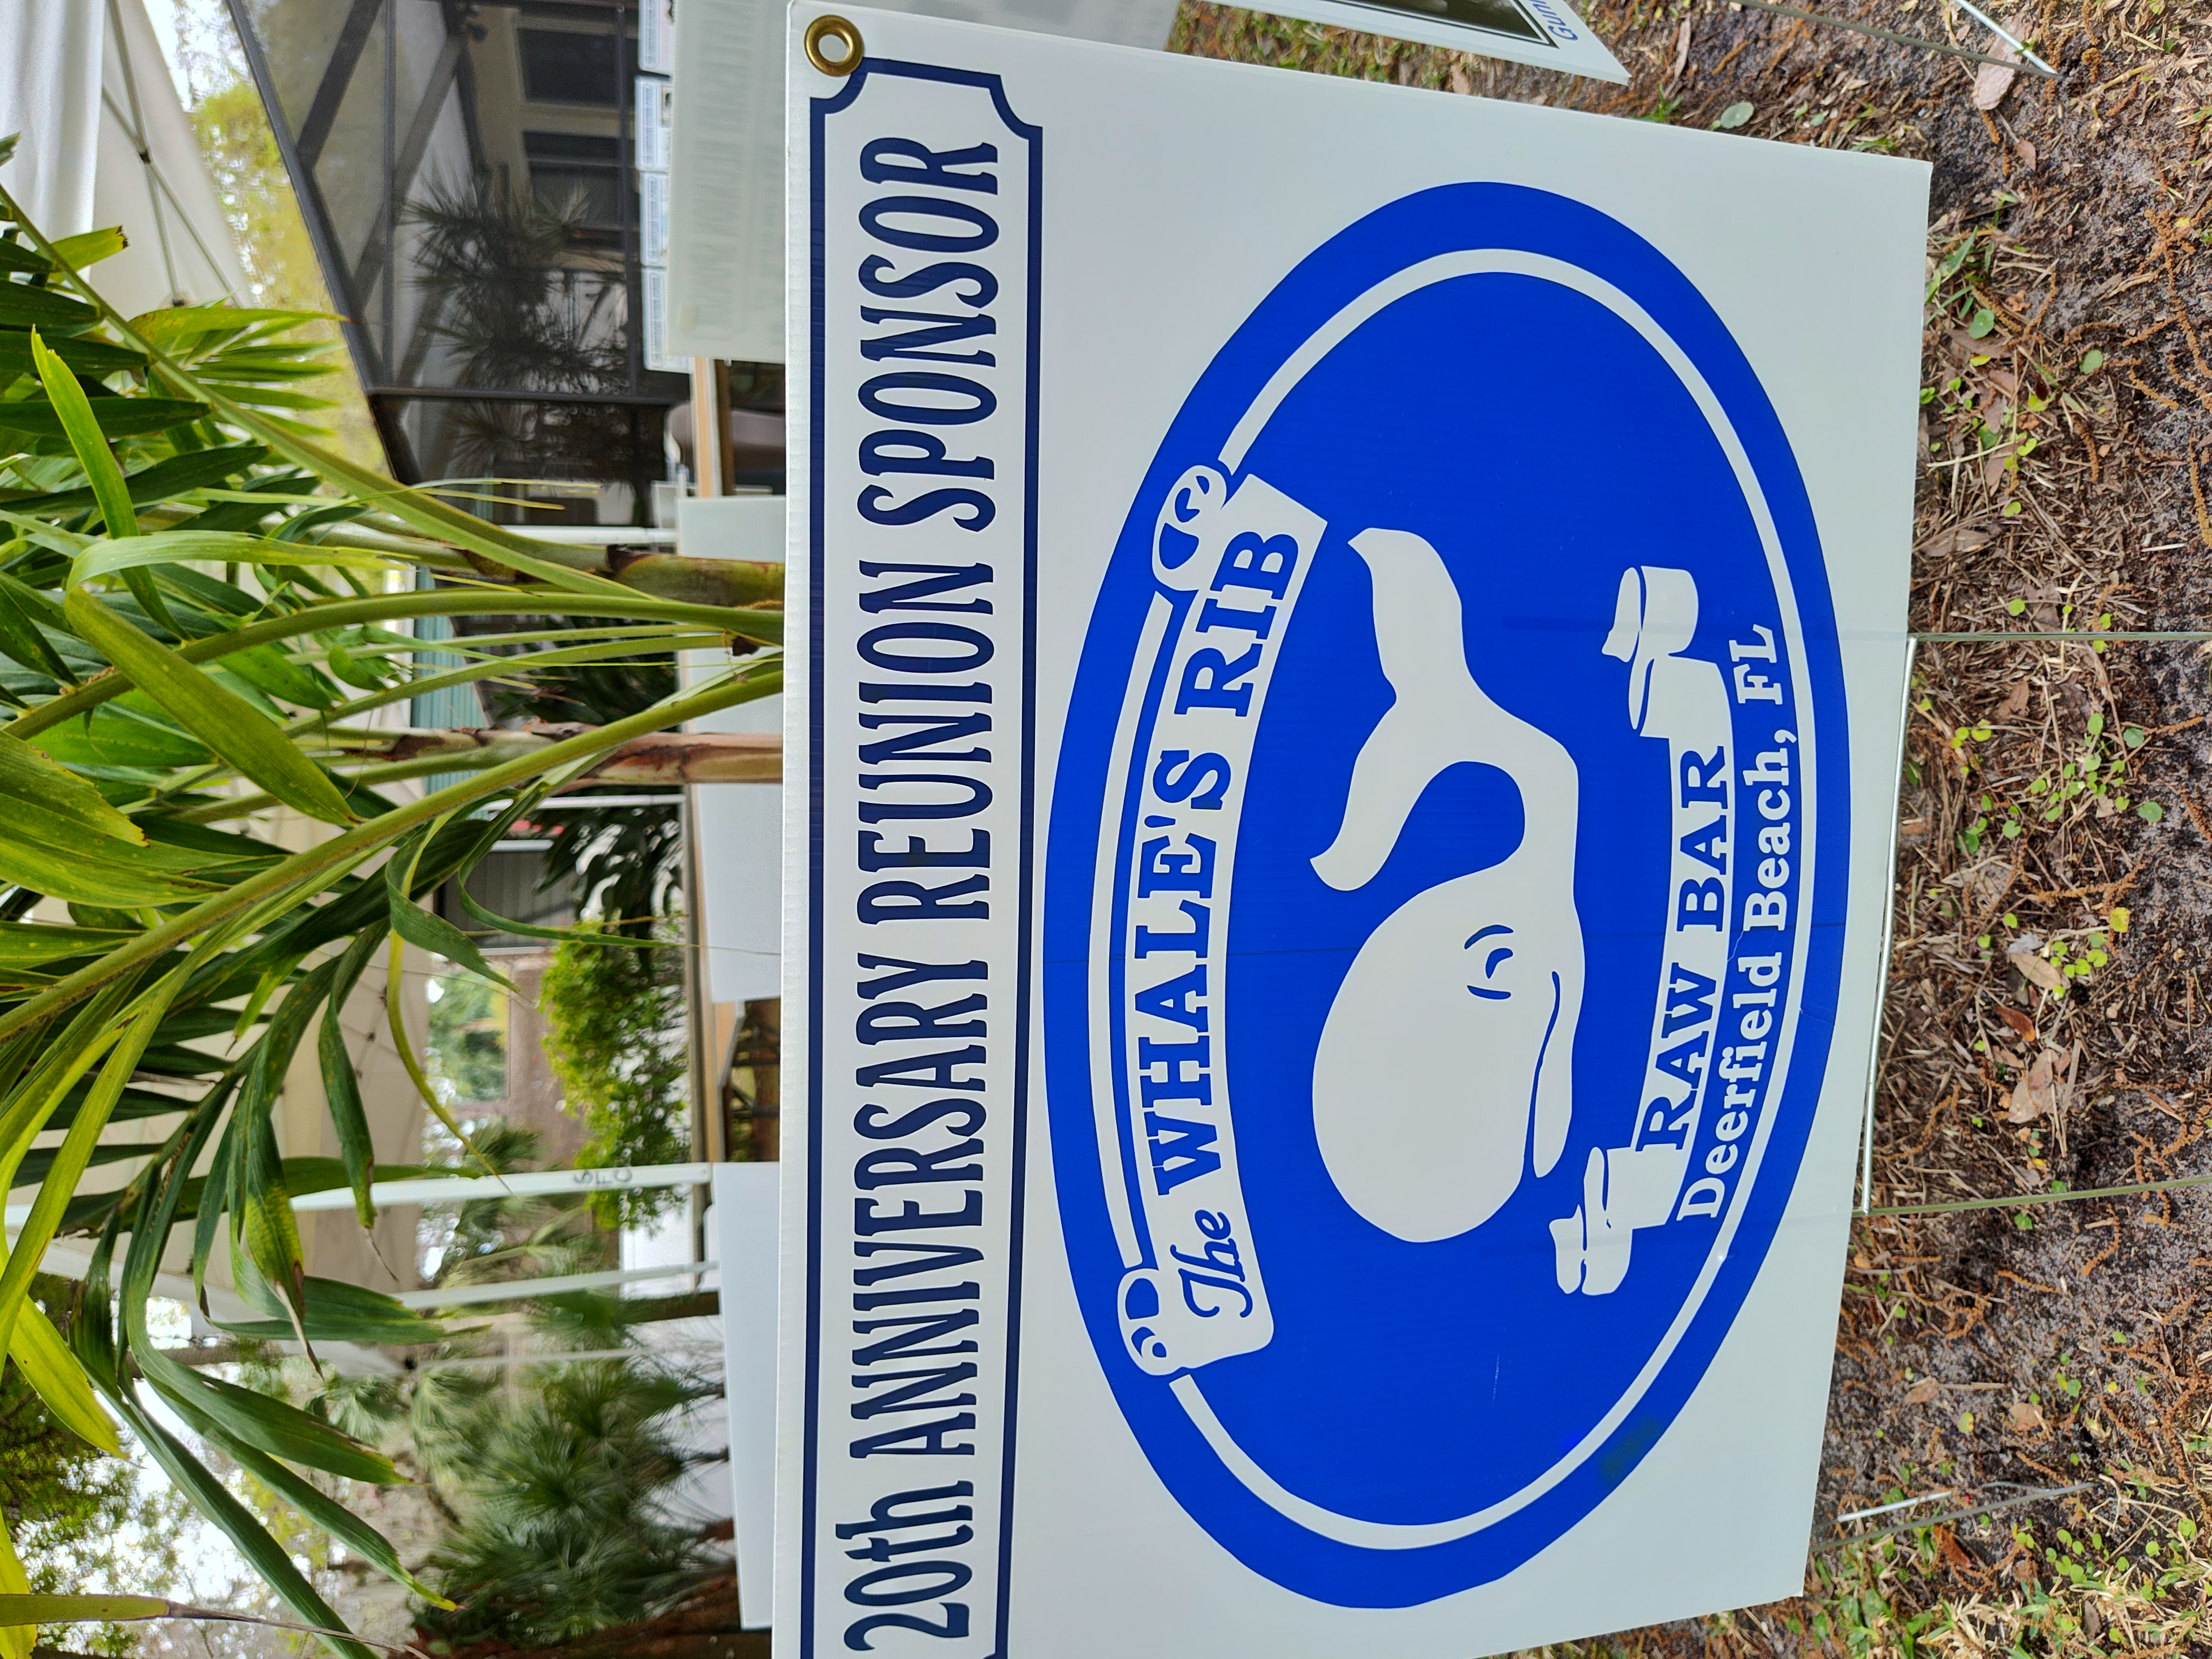 20th ANNIVERSARY REUNION SPONSOR
The WHALE'S RIB
RAW BAR
Deerfield Beach, FL